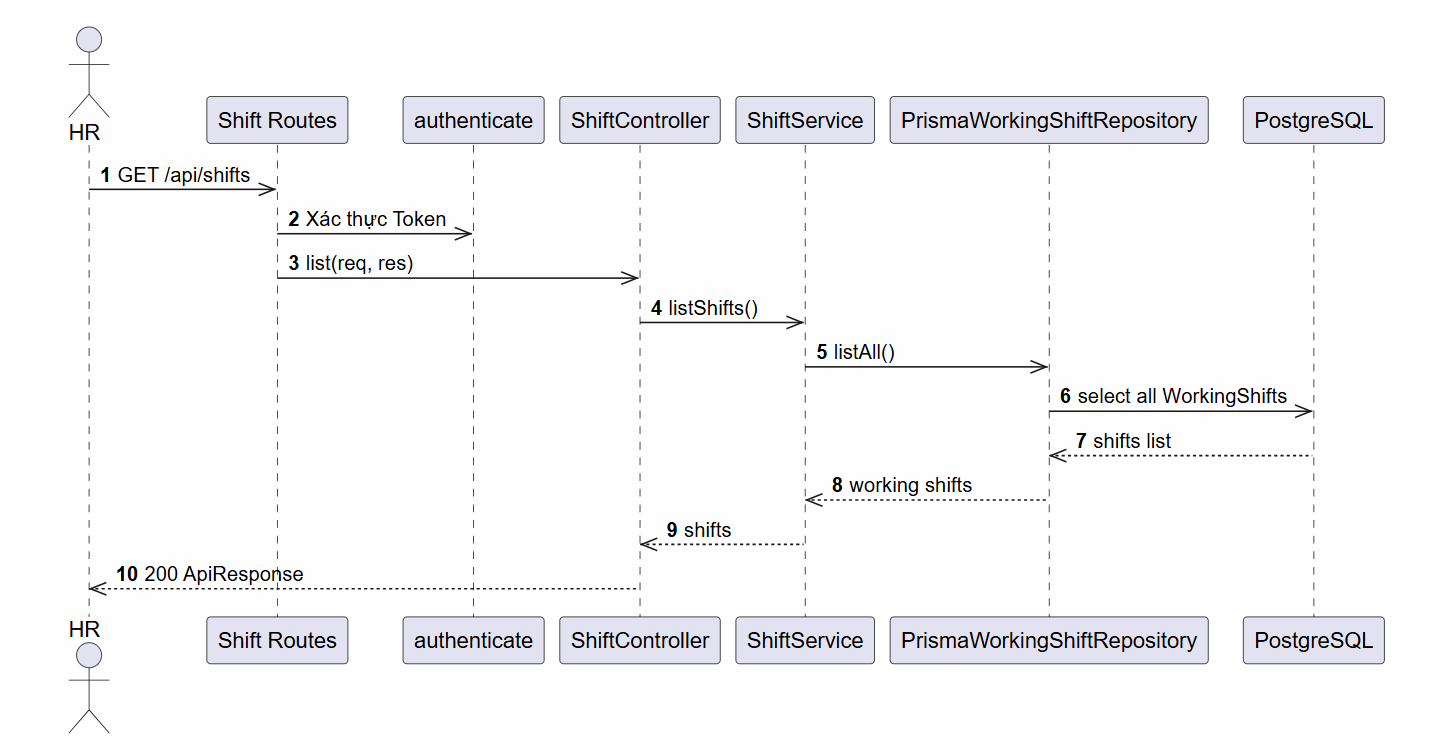 HR
Shift Routes
authenticate
ShiftController
ShiftService
PrismaWorkingShiftRepository
PostgreSQL
1 GET /api/shifts
2 Xác thực Token
3 list(req, res)
4 listShifts()
5 listAll()
6 select all WorkingShifts
7 shifts list
8 working shifts
9 shifts
10 200 ApiResponse
HR
Shift Routes
authenticate
ShiftController
ShiftService
PrismaWorkingShiftRepository
PostgreSQL